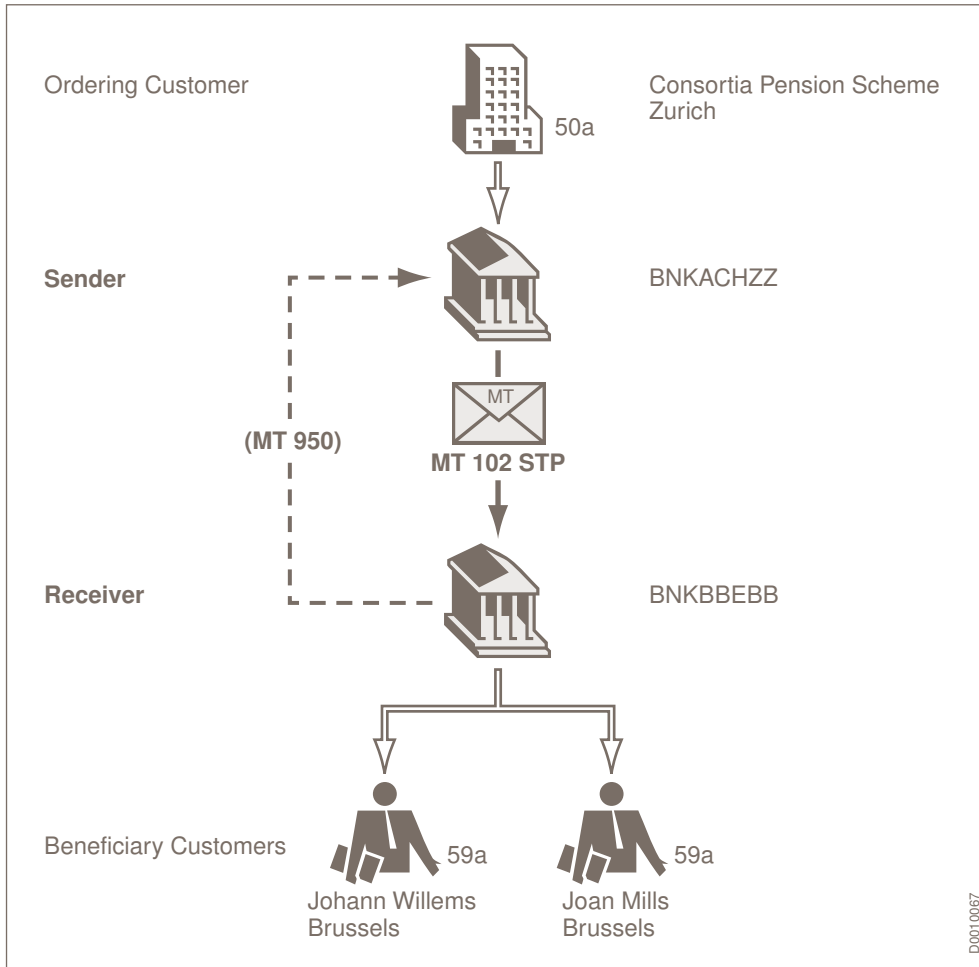 Ordering Customer
50a
Consortia Pension Scheme
Zurich
Sender
BNKACHZZ
MT
(MT 950)
MT 102 STP
Receiver
BNKBBEBB
Beneficiary Customers
59a
59a
Johann Willems
Brussels
Joan Mills
Brussels
D0010067